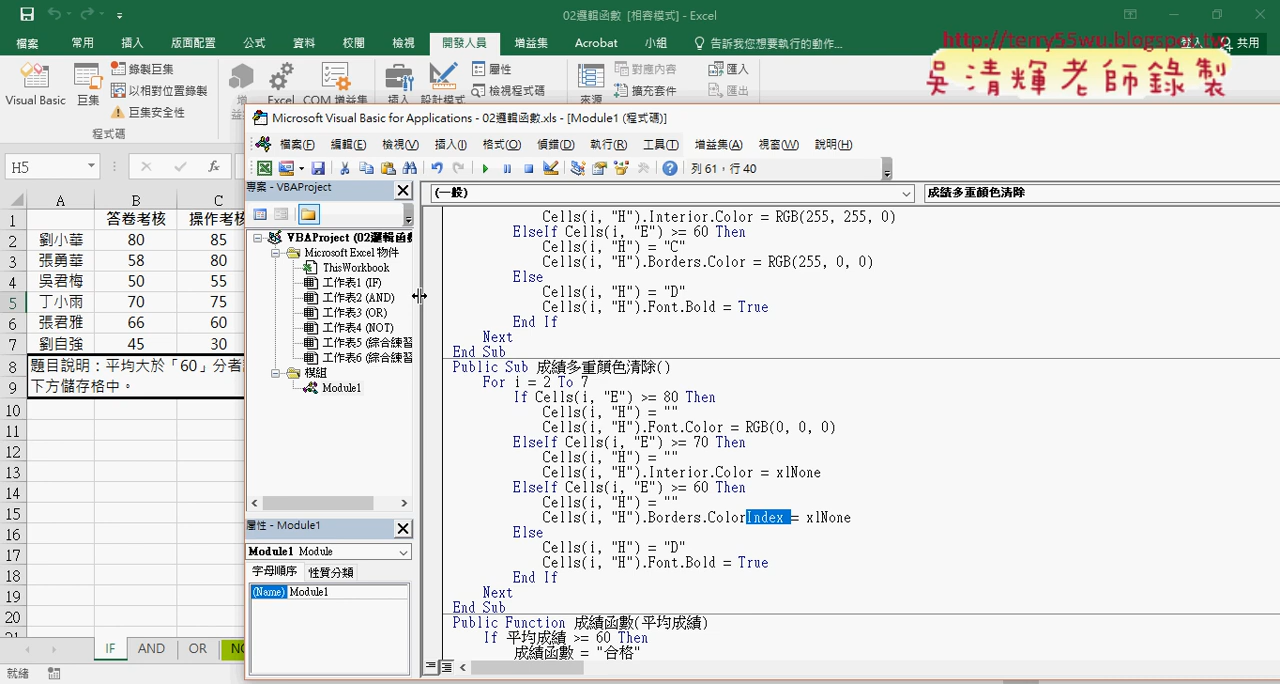 02邏輯函數 [相容模式] - Excel
檔案 常用 插入 版面配置 公式 資料 校閱 檢視 開發人員 增益集 Acrobat 小組 告訴我您想要執行的動作... 登入 共用
http://terry55wu.blogspot.tw
吳清輝老師錄製
Visual Basic 巨集 錄製巨集 以相對位置錄製 巨集安全性
程式碼
Excel COM 增益集 插入 設計模式 屬性 檢視程式碼
來源 對應內容 擴充套件 匯入 匯出
Microsoft Visual Basic for Applications - 02邏輯函數.xls - [Module1 (程式碼)]
檔案(F) 編輯(E) 檢視(V) 插入(I) 格式(O) 偵錯(D) 執行(R) 工具(T) 增益集(A) 視窗(W) 說明(H)
列 61，行 40
H5 fx
A B C
1 答卷考核 操作考核
2 劉小華 80 85
3 張勇華 58 80
4 吳君梅 50 55
5 丁小雨 70 75
6 張君雅 66 60
7 劉自強 45 30
8 題目說明：平均大於「60」分者
9 下方儲存格中。
10
11
12
13
14
15
16
17
18
19
20
21
IF AND OR NO
就緒
專案 - VBAProject
VBAProject (02邏輯函數
Microsoft Excel 物件
ThisWorkbook
工作表1 (IF)
工作表2 (AND)
工作表3 (OR)
工作表4 (NOT)
工作表5 (綜合練習
工作表6 (綜合練習
模組
Module1
屬性 - Module1
Module1 Module
字母順序 性質分類
(Name) Module1
(一般) 成績多重顏色清除
Cells(i, "H").Interior.Color = RGB(255, 255, 0)
ElseIf Cells(i, "E") >= 60 Then
Cells(i, "H") = "C"
Cells(i, "H").Borders.Color = RGB(255, 0, 0)
Else
Cells(i, "H") = "D"
Cells(i, "H").Font.Bold = True
End If
Next
End Sub
Public Sub 成績多重顏色清除()
For i = 2 To 7
If Cells(i, "E") >= 80 Then
Cells(i, "H") = ""
Cells(i, "H").Font.Color = RGB(0, 0, 0)
ElseIf Cells(i, "E") >= 70 Then
Cells(i, "H") = ""
Cells(i, "H").Interior.Color = xlNone
ElseIf Cells(i, "E") >= 60 Then
Cells(i, "H") = ""
Cells(i, "H").Borders.ColorIndex = xlNone
Else
Cells(i, "H") = "D"
Cells(i, "H").Font.Bold = True
End If
Next
End Sub
Public Function 成績函數(平均成績)
If 平均成績 >= 60 Then
成績函數 = "合格"